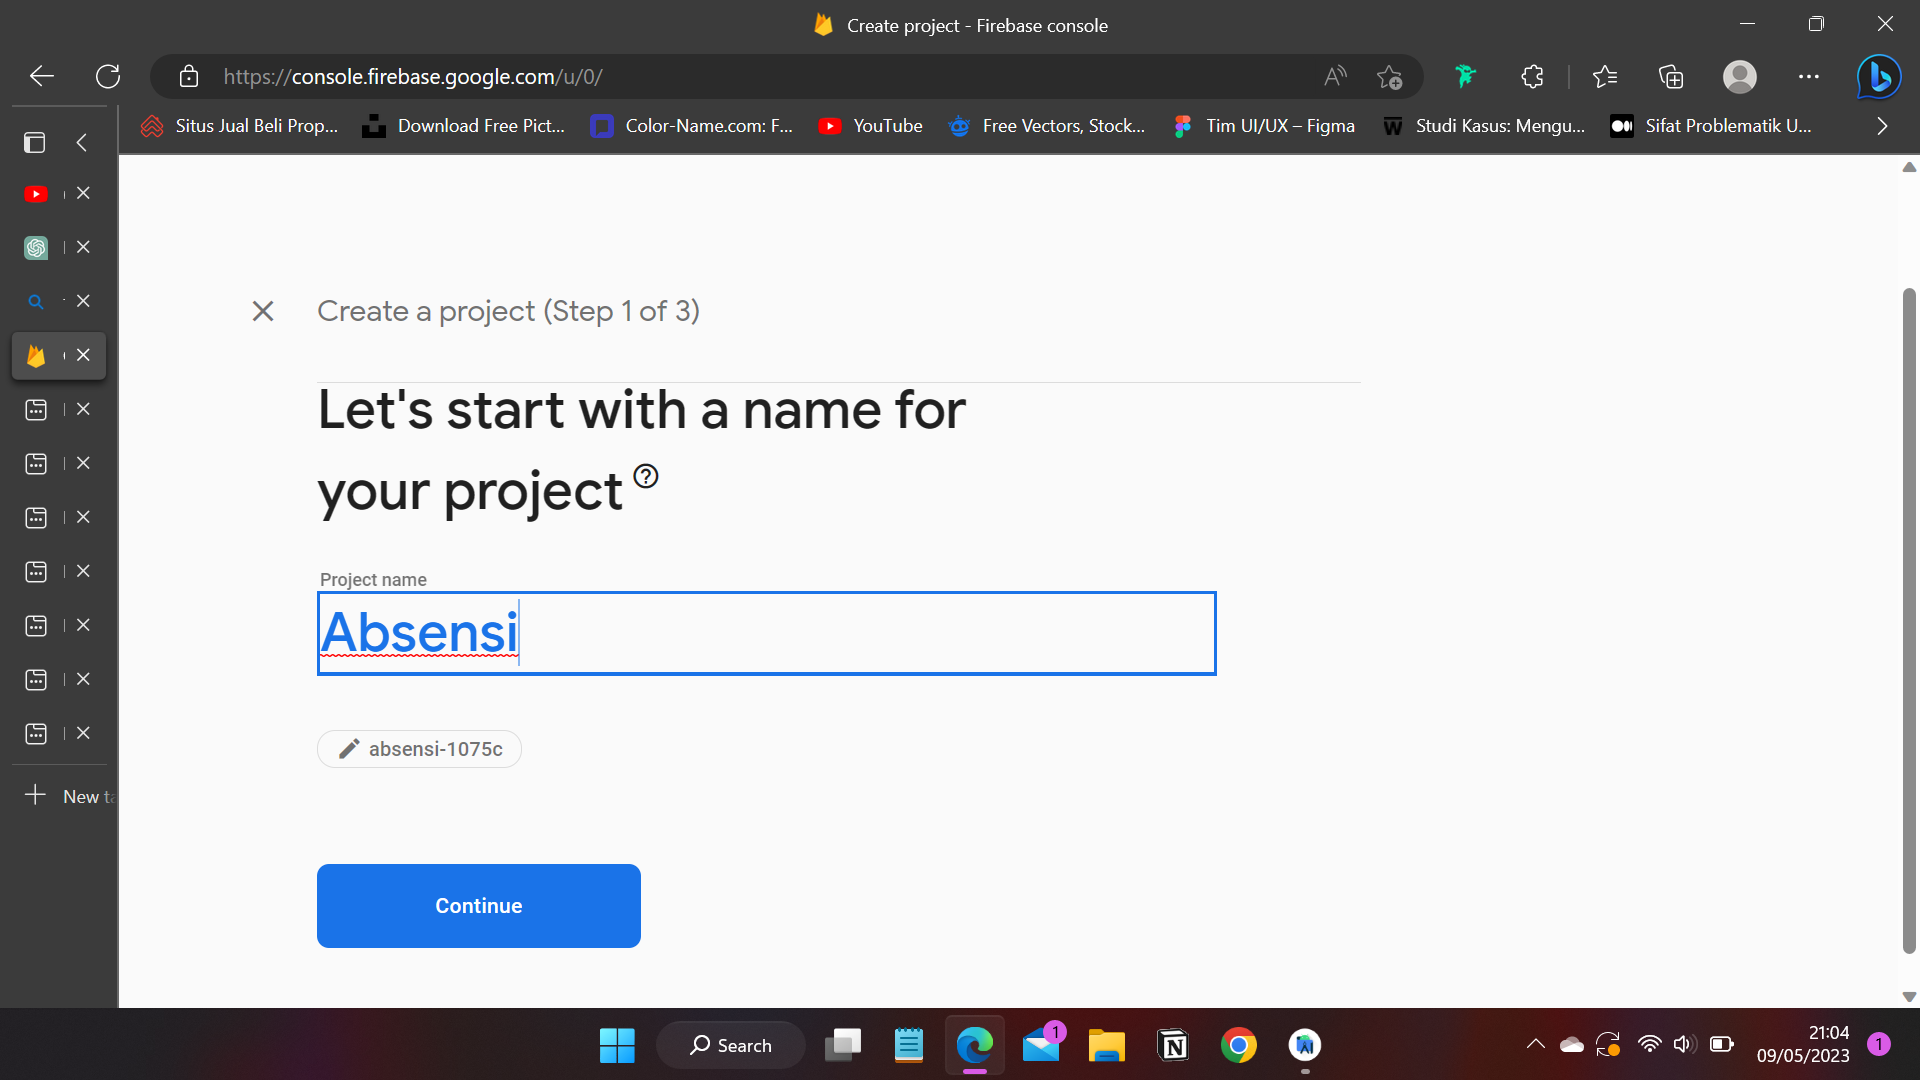 Create project - Firebase console
https://console.firebase.google.com/u/0/
Situs Jual Beli Prop...
Download Free Pict...
Color-Name.com: F...
YouTube
Free Vectors, Stock...
Tim UI/UX – Figma
Studi Kasus: Mengu...
Sifat Problematik U...
Create a project (Step 1 of 3)
Let's start with a name for
your project
Project name
Absensi
absensi-1075c
Continue
New ta
Search
1
21:04
09/05/2023
1